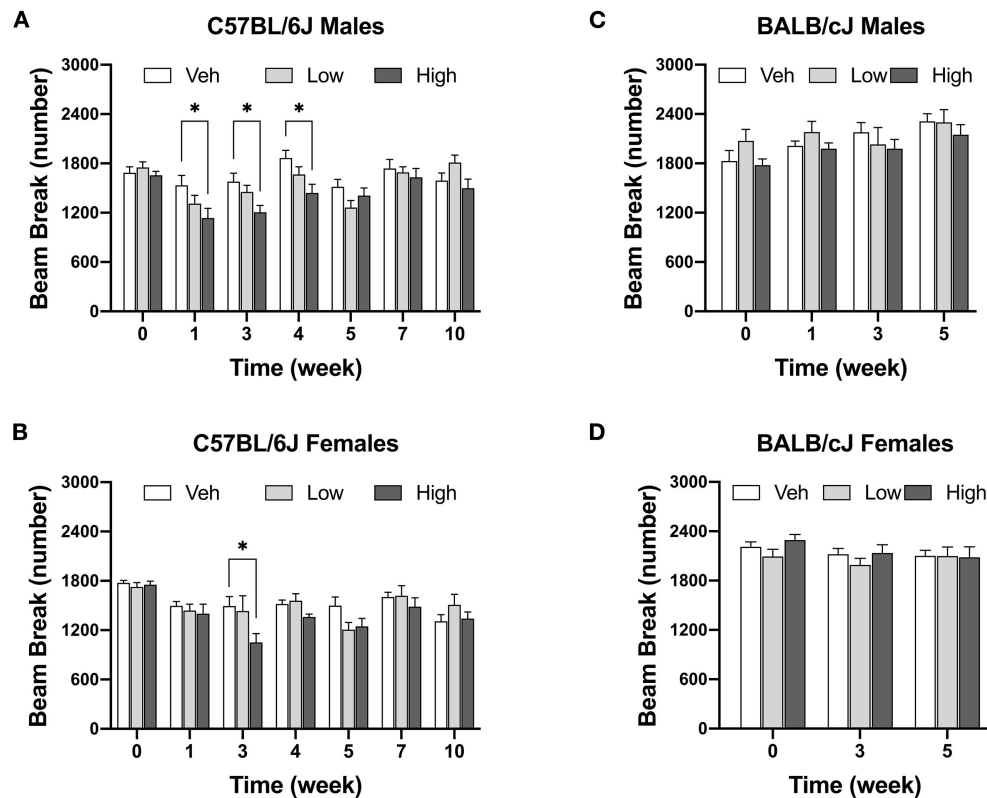 A
C57BL/6J Males
Veh Low High
Beam Break (number)
3000
2400
1800
1200
600
0
* * *
0 1 3 4 5 7 10
Time (week)
B
C57BL/6J Females
Veh Low High
Beam Break (number)
3000
2400
1800
1200
600
0
*
0 1 3 4 5 7 10
Time (week)
C
BALB/cJ Males
Veh Low High
Beam Break (number)
3000
2400
1800
1200
600
0
0 1 3 5
Time (week)
D
BALB/cJ Females
Veh Low High
Beam Break (number)
3000
2400
1800
1200
600
0
0 3 5
Time (week)